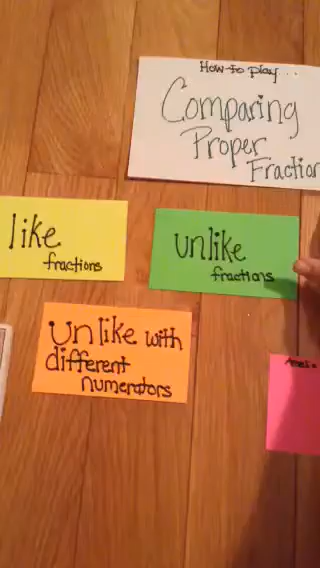 How to play...
Comparing
Proper
Fraction
like
fractions
unlike
fractions
Unlike with
different
numerators